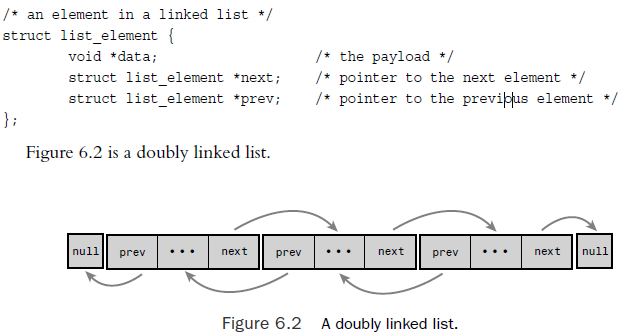 /* an element in a linked list */
struct list_element {
void *data; /* the payload */
struct list_element *next; /* pointer to the next element */
struct list_element *prev; /* pointer to the previous element */
};
Figure 6.2 is a doubly linked list.
null prev ••• next prev ••• next prev ••• next null
Figure 6.2 A doubly linked list.